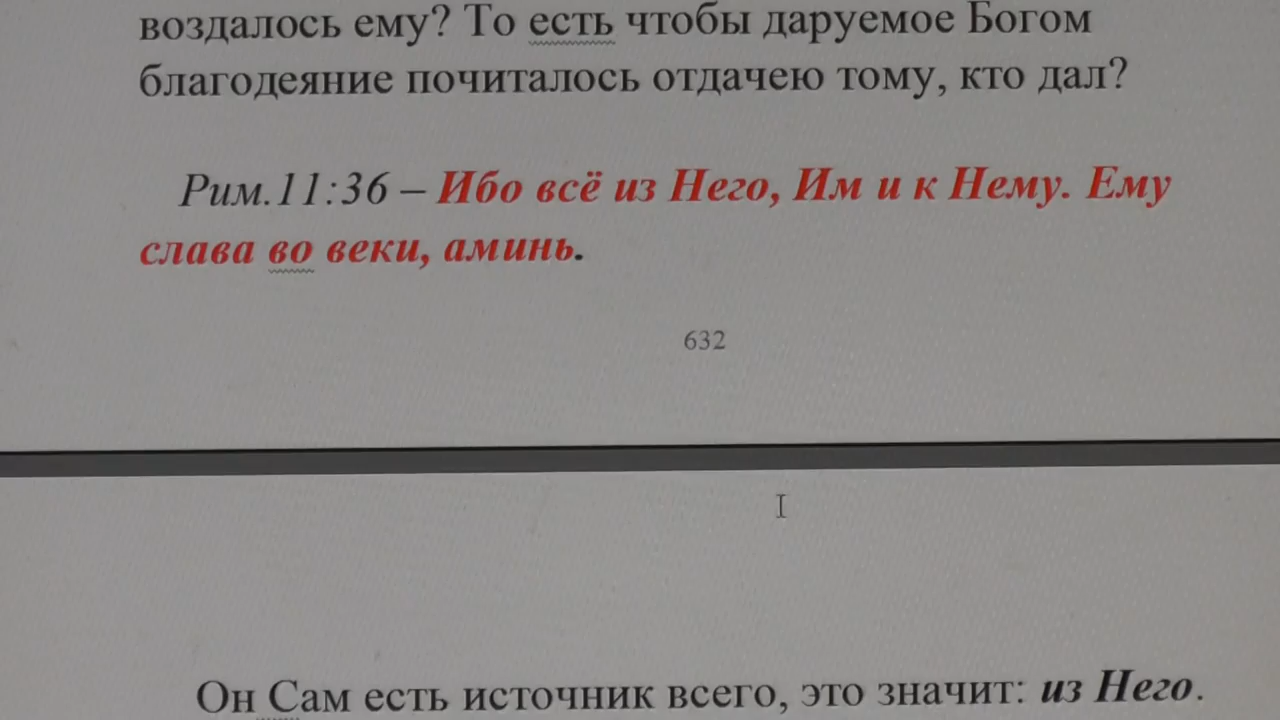 воздалось ему? То есть чтобы даруемое Богом
благодеяние почиталось отдачею тому, кто дал?
Рим.11:36 – Ибо всё из Него, Им и к Нему. Ему
слава во веки, аминь.
632
Он Сам есть источник всего, это значит: из Него.